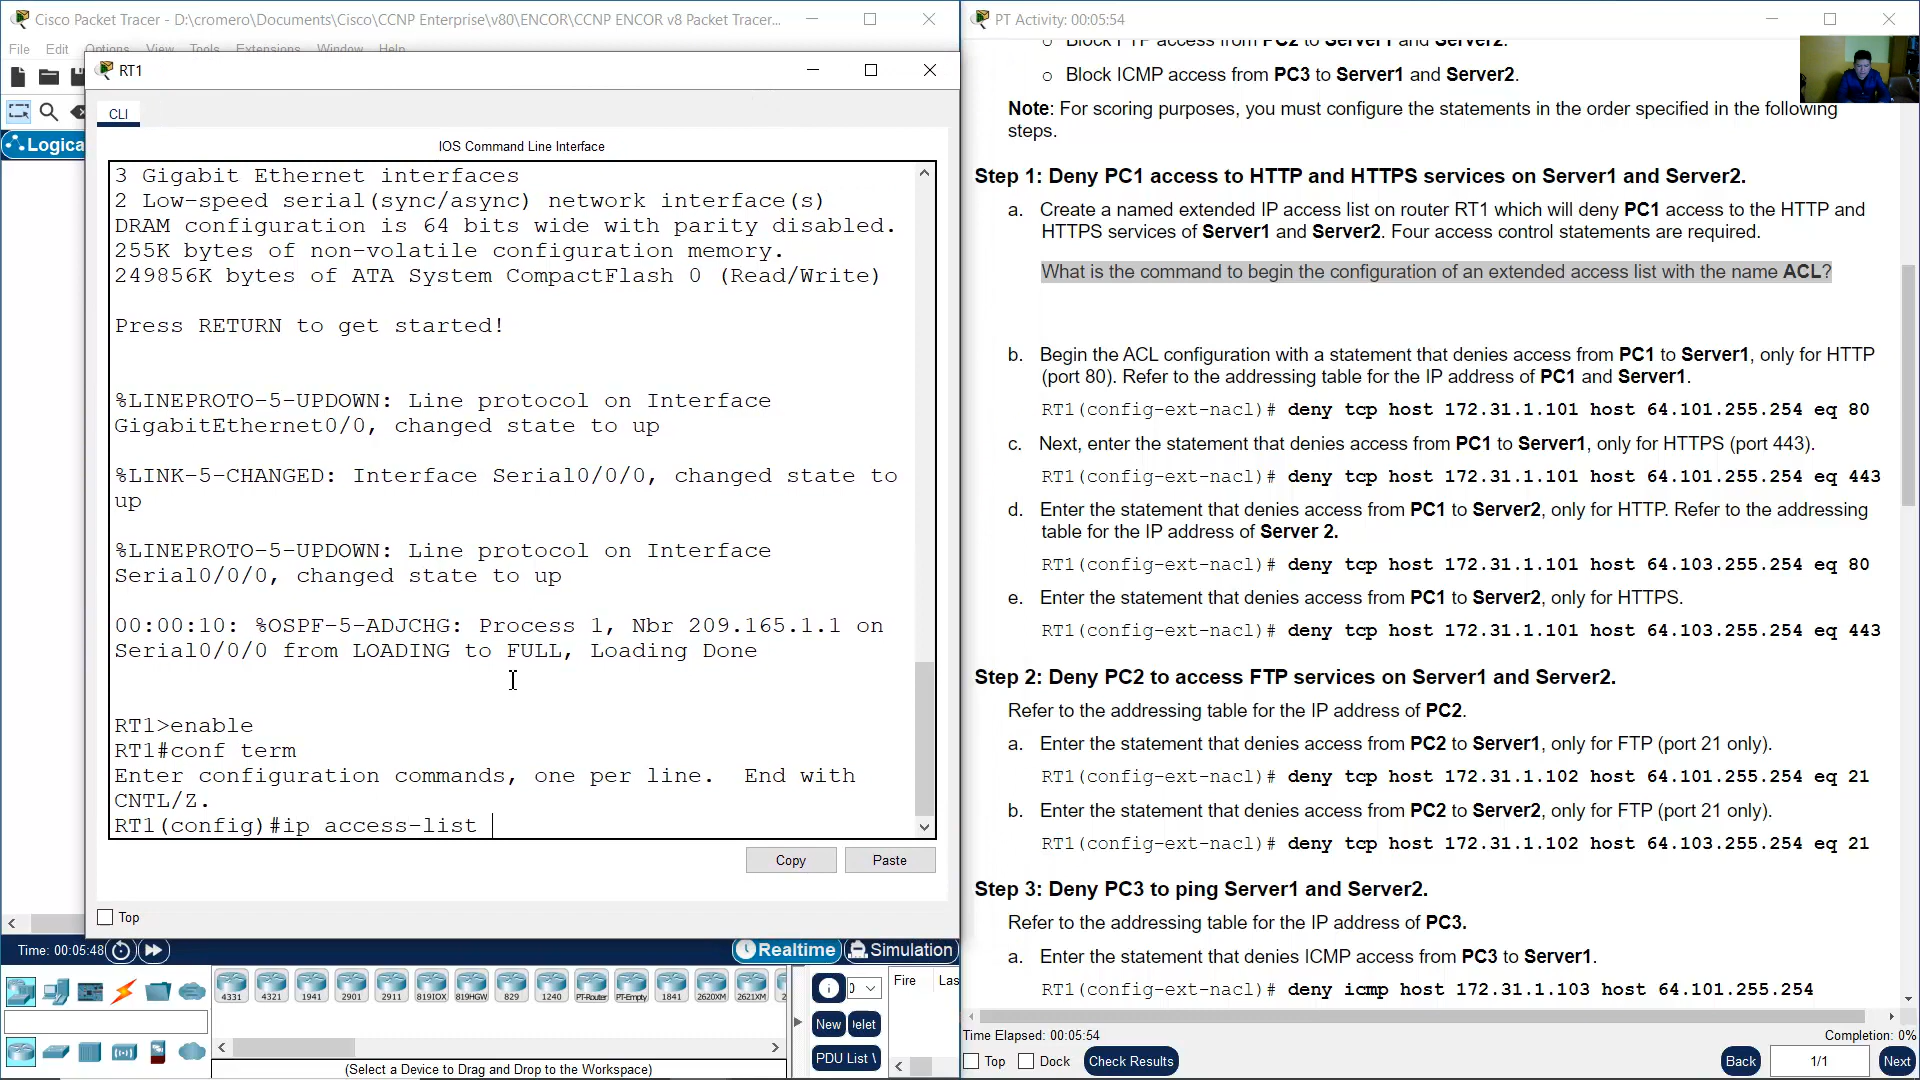 Cisco Packet Tracer - D:\cromero\Documents\Cisco\CCNP Enterprise\v80\ENCOR\CCNP ENCOR v8 Packet Tracer...
File Edit Options View Tools Extensions Window Help
RT1
CLI
Logica
IOS Command Line Interface
3 Gigabit Ethernet interfaces
2 Low-speed serial(sync/async) network interface(s)
DRAM configuration is 64 bits wide with parity disabled.
255K bytes of non-volatile configuration memory.
249856K bytes of ATA System CompactFlash 0 (Read/Write)
Press RETURN to get started!
%LINEPROTO-5-UPDOWN: Line protocol on Interface
GigabitEthernet0/0, changed state to up
%LINK-5-CHANGED: Interface Serial0/0/0, changed state to
up
%LINEPROTO-5-UPDOWN: Line protocol on Interface
Serial0/0/0, changed state to up
00:00:10: %OSPF-5-ADJCHG: Process 1, Nbr 209.165.1.1 on
Serial0/0/0 from LOADING to FULL, Loading Done
RT1>enable
RT1#conf term
Enter configuration commands, one per line.  End with
CNTL/Z.
RT1(config)#ip access-list
Copy Paste
Top
Time: 00:05:48
Realtime Simulation
4331 4321 1941 2901 2911 819IOX 819HGW 829 1240 PT-Router PT-Empty 1841 2620XM 2621XM 2
(Select a Device to Drag and Drop to the Workspace)
0
Fire Las
New elet
PDU List \
PT Activity: 00:05:54
o Block FTP access from PC2 to Server1 and Server2.
o Block ICMP access from PC3 to Server1 and Server2.
Note: For scoring purposes, you must configure the statements in the order specified in the following
steps.
Step 1: Deny PC1 access to HTTP and HTTPS services on Server1 and Server2.
a. Create a named extended IP access list on router RT1 which will deny PC1 access to the HTTP and
HTTPS services of Server1 and Server2. Four access control statements are required.
What is the command to begin the configuration of an extended access list with the name ACL?
b. Begin the ACL configuration with a statement that denies access from PC1 to Server1, only for HTTP
(port 80). Refer to the addressing table for the IP address of PC1 and Server1.
RT1(config-ext-nacl)# deny tcp host 172.31.1.101 host 64.101.255.254 eq 80
c. Next, enter the statement that denies access from PC1 to Server1, only for HTTPS (port 443).
RT1(config-ext-nacl)# deny tcp host 172.31.1.101 host 64.101.255.254 eq 443
d. Enter the statement that denies access from PC1 to Server2, only for HTTP. Refer to the addressing
table for the IP address of Server 2.
RT1(config-ext-nacl)# deny tcp host 172.31.1.101 host 64.103.255.254 eq 80
e. Enter the statement that denies access from PC1 to Server2, only for HTTPS.
RT1(config-ext-nacl)# deny tcp host 172.31.1.101 host 64.103.255.254 eq 443
Step 2: Deny PC2 to access FTP services on Server1 and Server2.
Refer to the addressing table for the IP address of PC2.
a. Enter the statement that denies access from PC2 to Server1, only for FTP (port 21 only).
RT1(config-ext-nacl)# deny tcp host 172.31.1.102 host 64.101.255.254 eq 21
b. Enter the statement that denies access from PC2 to Server2, only for FTP (port 21 only).
RT1(config-ext-nacl)# deny tcp host 172.31.1.102 host 64.103.255.254 eq 21
Step 3: Deny PC3 to ping Server1 and Server2.
Refer to the addressing table for the IP address of PC3.
a. Enter the statement that denies ICMP access from PC3 to Server1.
RT1(config-ext-nacl)# deny icmp host 172.31.1.103 host 64.101.255.254
Time Elapsed: 00:05:54 Completion: 0%
Top Dock Check Results Back 1/1 Next